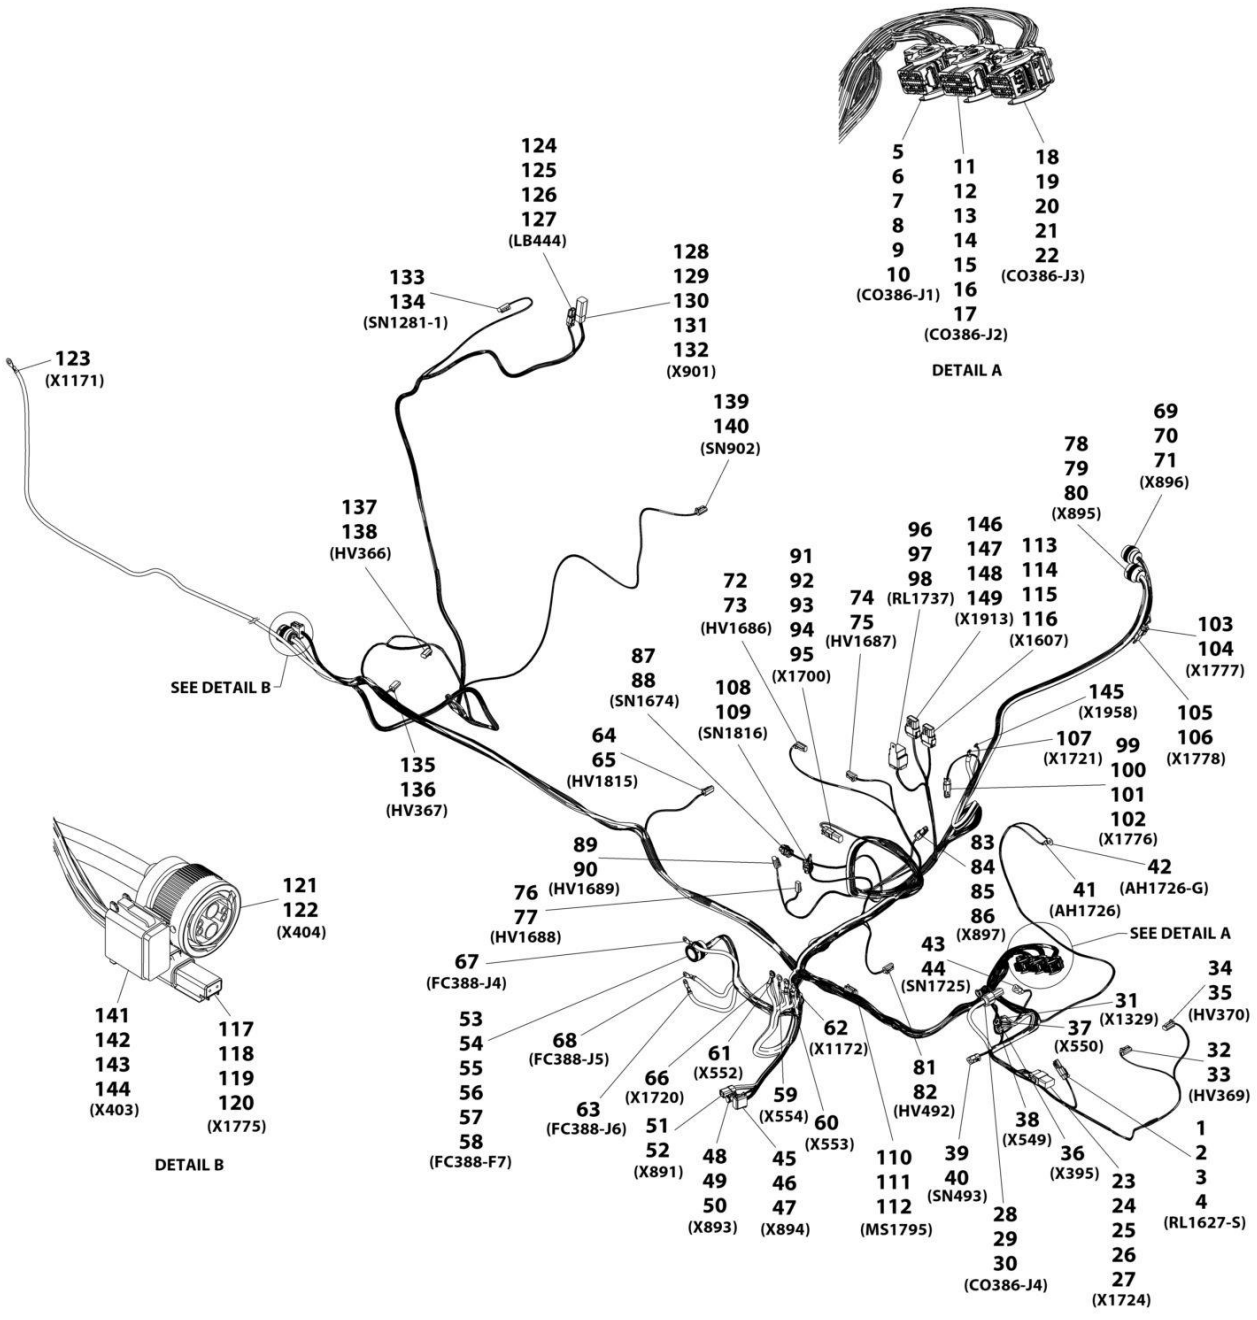 124
125
126
127
(LB444)
128
129
130
131
132
(X901)
133
134
(SN1281-1)
123
(X1171)
5
6
7
8
9
10
(CO386-J1)
11
12
13
14
15
16
17
(CO386-J2)
18
19
20
21
22
(CO386-J3)
DETAIL A
139
140
(SN902)
137
138
(HV366)
69
70
71
(X896)
78
79
80
(X895)
96
97
98
(RL1737)
146
147
148
149
(X1913)
113
114
115
116
(X1607)
91
92
93
94
95
(X1700)
72
73
(HV1686)
74
75
(HV1687)
103
104
(X1777)
105
106
(X1778)
87
88
(SN1674)
108
109
(SN1816)
SEE DETAIL B
135
136
(HV367)
64
65
(HV1815)
145
(X1958)
107
(X1721)
99
100
101
102
(X1776)
89
90
(HV1689)
76
77
(HV1688)
83
84
85
86
(X897)
42
(AH1726-G)
41
(AH1726)
SEE DETAIL A
43
44
(SN1725)
34
35
(HV370)
31
(X1329)
37
(X550)
32
33
(HV369)
121
122
(X404)
141
142
143
144
(X403)
117
118
119
120
(X1775)
DETAIL B
67
(FC388-J4)
53
54
55
56
57
58
(FC388-F7)
68
(FC388-J5)
63
(FC388-J6)
61
(X552)
66
(X1720)
62
(X1172)
59
(X554)
60
(X553)
81
82
(HV492)
51
52
(X891)
48
49
50
(X893)
45
46
47
(X894)
110
111
112
(MS1795)
39
40
(SN493)
38
(X549)
36
(X395)
28
29
30
(CO386-J4)
23
24
25
26
27
(X1724)
1
2
3
4
(RL1627-S)